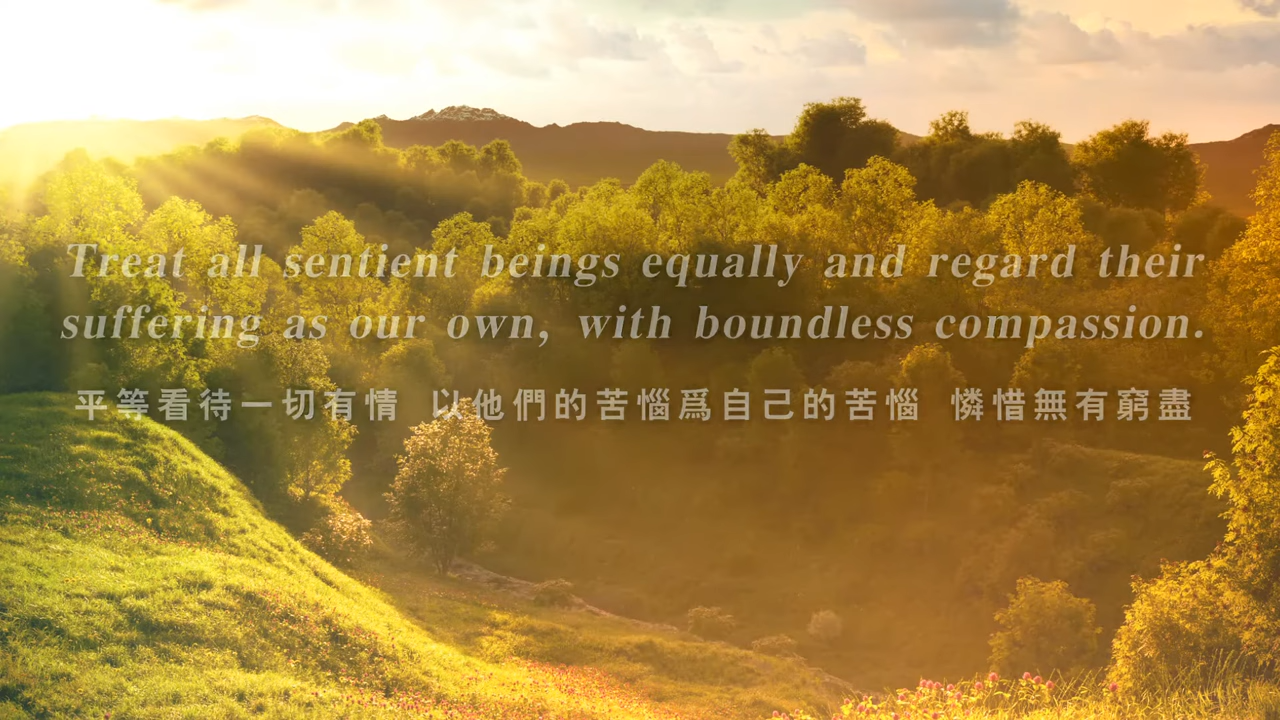 Treat all sentient beings equally and regard their
suffering as our own, with boundless compassion.
平等看待一切有情 以他們的苦惱爲自己的苦惱 憐惜無有窮盡